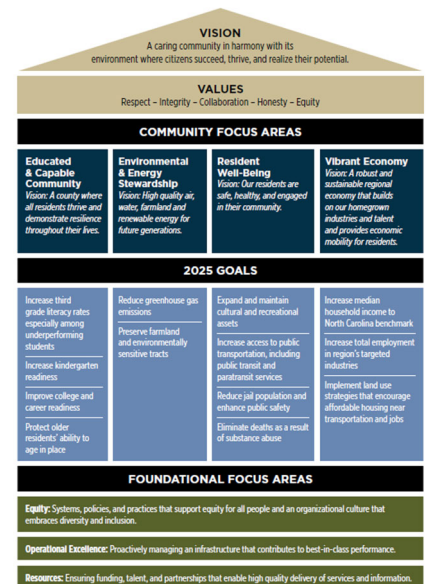 VISION
A caring community in harmony with its
environment where citizens succeed, thrive, and realize their potential.
VALUES
Respect – Integrity – Collaboration – Honesty – Equity
COMMUNITY FOCUS AREAS
Educated
& Capable
Community
Vision: A county where
all residents thrive and
demonstrate resilience
throughout their lives.
Environmental
& Energy
Stewardship
Vision: High quality air,
water, farmland and
renewable energy for
future generations.
Resident
Well-Being
Vision: Our residents are
safe, healthy, and engaged
in their community.
Vibrant Economy
Vision: A robust and
sustainable regional
economy that builds
on our homegrown
industries and talent
and provides economic
mobility for residents.
2025 GOALS
Increase third
grade literacy rates
especially among
underperforming
students
Increase kindergarten
readiness
Improve college and
career readiness
Protect older
residents' ability to
age in place
Reduce greenhouse gas
emissions
Preserve farmland
and environmentally
sensitive tracts
Expand and maintain
cultural and recreational
assets
Increase access to public
transportation, including
public transit and
paratransit services
Reduce jail population and
enhance public safety
Eliminate deaths as a result
of substance abuse
Increase median
household income to
North Carolina benchmark
Increase total employment
in region's targeted
industries
Implement land use
strategies that encourage
affordable housing near
transportation and jobs
FOUNDATIONAL FOCUS AREAS
Equity: Systems, policies, and practices that support equity for all people and an organizational culture that
embraces diversity and inclusion.
Operational Excellence: Proactively managing an infrastructure that contributes to best-in-class performance.
Resources: Ensuring funding, talent, and partnerships that enable high quality delivery of services and information.